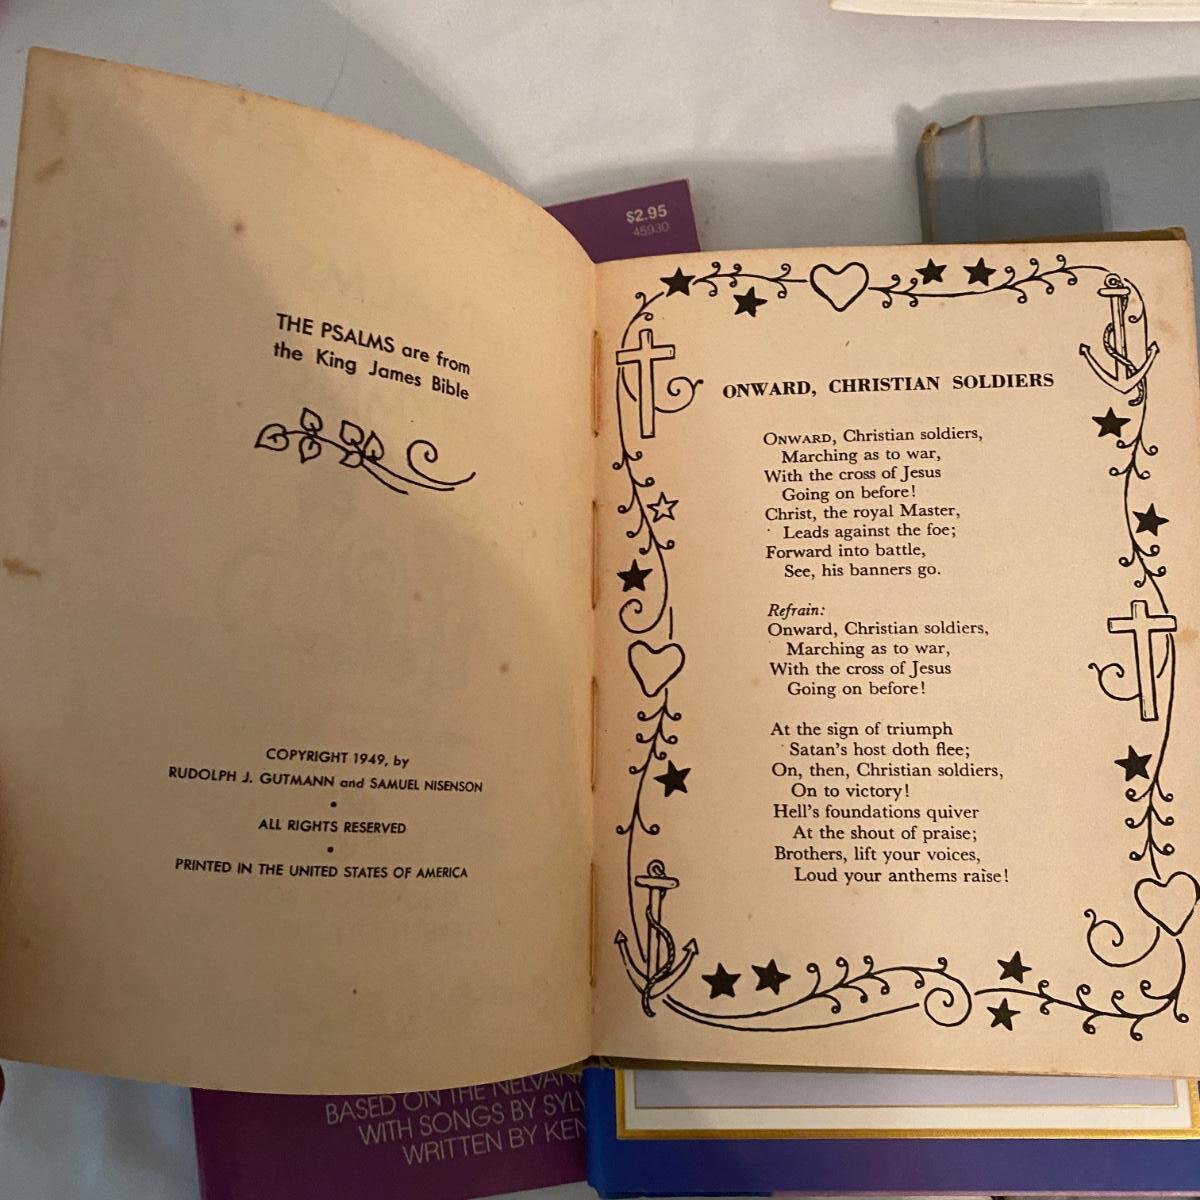 $2.95
45930
THE PSALMS are from
the King James Bible
COPYRIGHT 1949, by
RUDOLPH J. GUTMANN and SAMUEL NISENSON
•
ALL RIGHTS RESERVED
•
PRINTED IN THE UNITED STATES OF AMERICA
ONWARD, CHRISTIAN SOLDIERS
ONWARD, Christian soldiers,
Marching as to war,
With the cross of Jesus
Going on before!
Christ, the royal Master,
Leads against the foe;
Forward into battle,
See, his banners go.
Refrain:
Onward, Christian soldiers,
Marching as to war,
With the cross of Jesus
Going on before!
At the sign of triumph
Satan's host doth flee;
On, then, Christian soldiers,
On to victory!
Hell's foundations quiver
At the shout of praise;
Brothers, lift your voices,
Loud your anthems raise!
BASED ON THE
WITH SONGS BY
WRITTEN BY